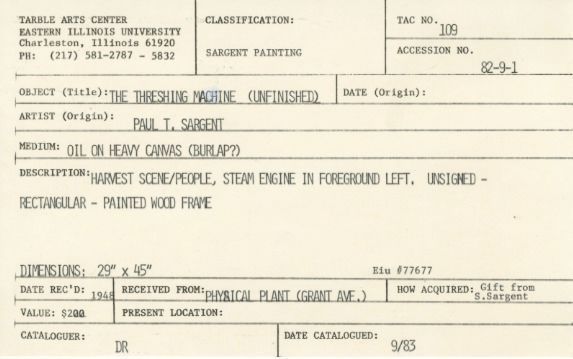 TARBLE ARTS CENTER
EASTERN ILLINOIS UNIVERSITY
Charleston, Illinois 61920
PH: (217) 581-2787 - 5832
CLASSIFICATION:
SARGENT PAINTING
TAC NO.
109
ACCESSION NO.
82-9-1
OBJECT (Title): THE THRESHING MACHINE (UNFINISHED)
DATE (Origin):
ARTIST (Origin):
PAUL T. SARGENT
MEDIUM: OIL ON HEAVY CANVAS (BURLAP?)
DESCRIPTION: HARVEST SCENE/PEOPLE, STEAM ENGINE IN FOREGROUND LEFT. UNSIGNED -
RECTANGULAR - PAINTED WOOD FRAME
DIMENSIONS: 29" x 45"
Eiu #77677
DATE REC'D: 1948
RECEIVED FROM: PHYSICAL PLANT (GRANT AVE.)
HOW ACQUIRED: Gift from
S.Sargent
VALUE: $200
PRESENT LOCATION:
CATALOGUER:
DR
DATE CATALOGUED:
9/83